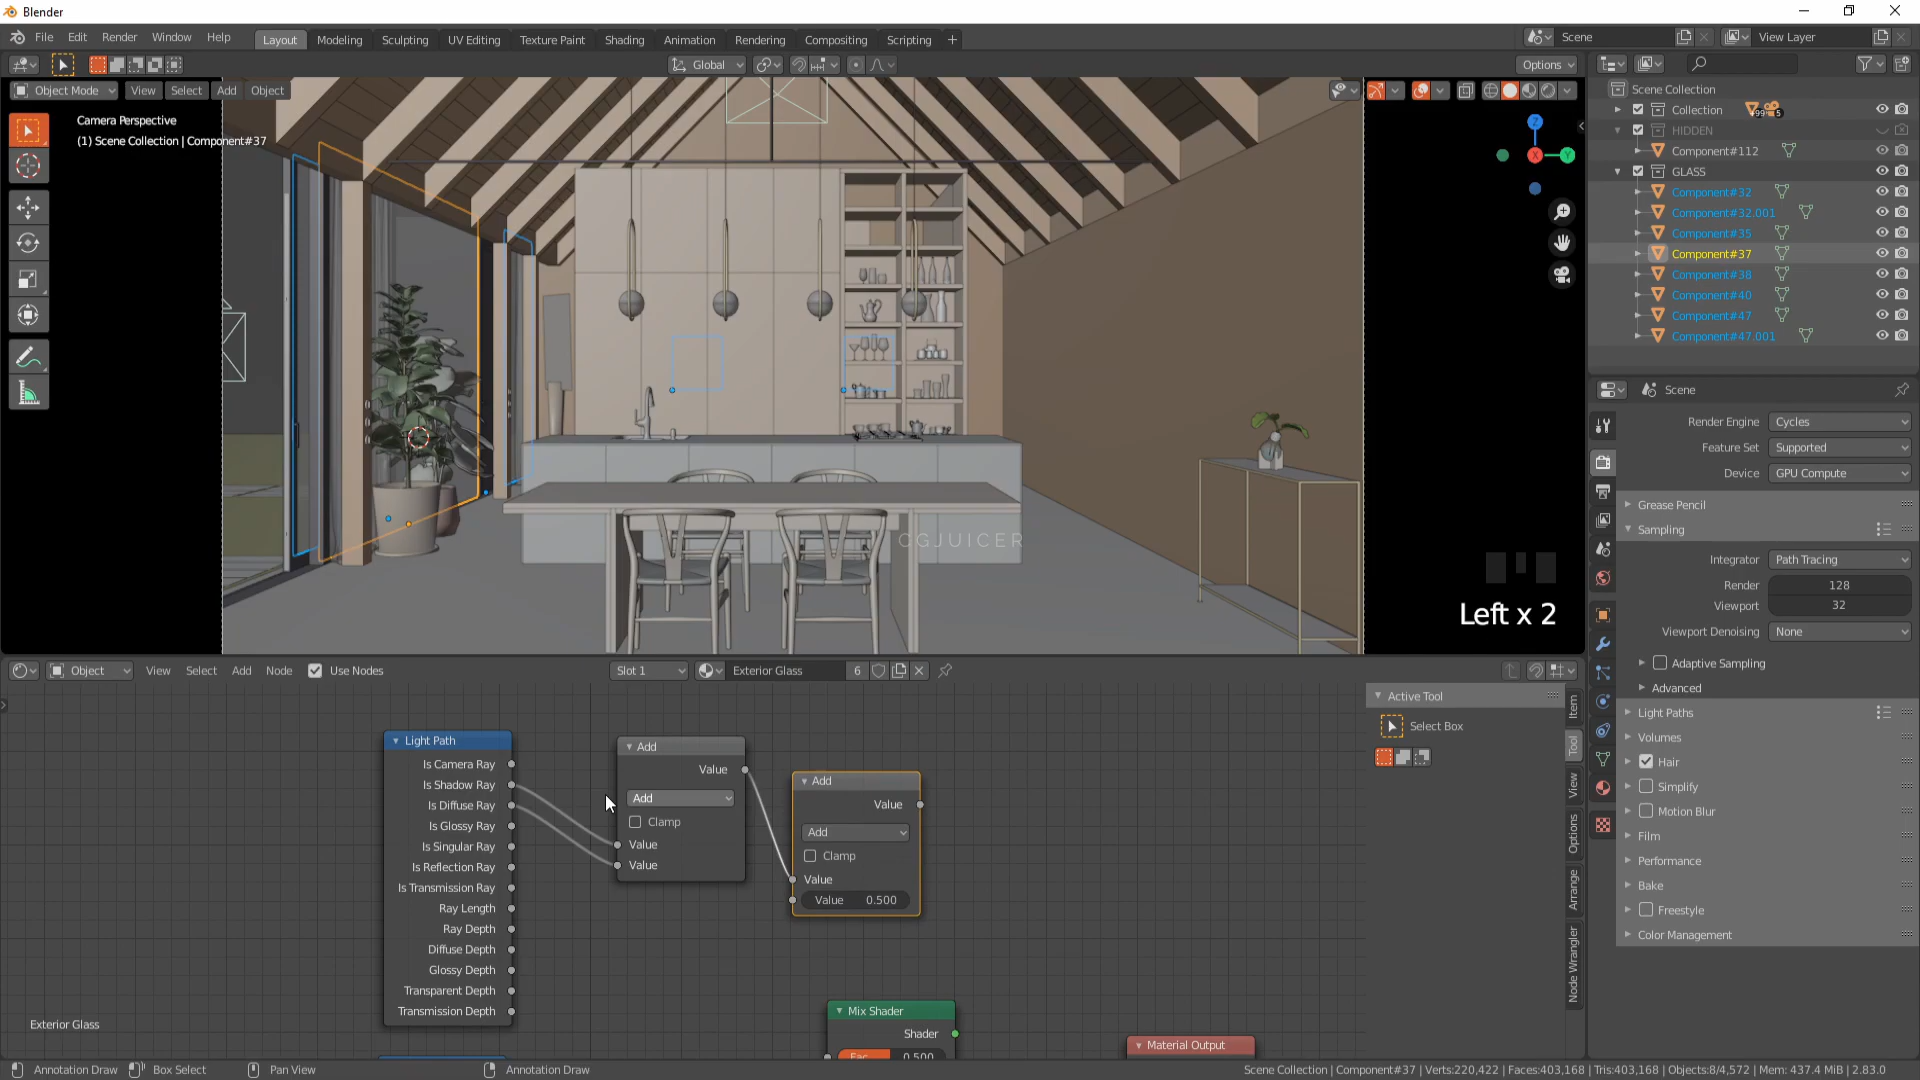 Blender
File Edit Render Window Help Layout Modeling Sculpting UV Editing Texture Paint Shading Animation Rendering Compositing Scripting + Scene View Layer
Global Options
Object Mode View Select Add Object
Camera Perspective
(1) Scene Collection | Component#37
Z
X
Y
CGJUICER
Left x 2
Scene Collection
Collection
HIDDEN
Component#112
GLASS
Component#32
Component#32.001
Component#35
Component#37
Component#38
Component#40
Component#47
Component#47.001
Scene
Render Engine Cycles
Feature Set Supported
Device GPU Compute
Grease Pencil
Sampling
Integrator Path Tracing
Render 128
Viewport 32
Viewport Denoising None
Adaptive Sampling
Advanced
Light Paths
Volumes
Hair
Simplify
Motion Blur
Film
Performance
Bake
Freestyle
Color Management
Object View Select Add Node Use Nodes Slot 1 Exterior Glass 6
Active Tool
Select Box
Item
Tool
View
Options
Arrange
Node Wrangler
Light Path
Is Camera Ray
Is Shadow Ray
Is Diffuse Ray
Is Glossy Ray
Is Singular Ray
Is Reflection Ray
Is Transmission Ray
Ray Length
Ray Depth
Diffuse Depth
Glossy Depth
Transparent Depth
Transmission Depth
Add
Value
Add
Clamp
Value
Value
Add
Value
Add
Clamp
Value
Value 0.500
Mix Shader
Shader
Fac 0.500
Material Output
Exterior Glass
Annotation Draw Box Select Pan View Annotation Draw Scene Collection | Component#37 | Verts:220,422 | Faces:403,168 | Tris:403,168 | Objects:8/4,572 | Mem: 437.4 MiB | 2.83.0